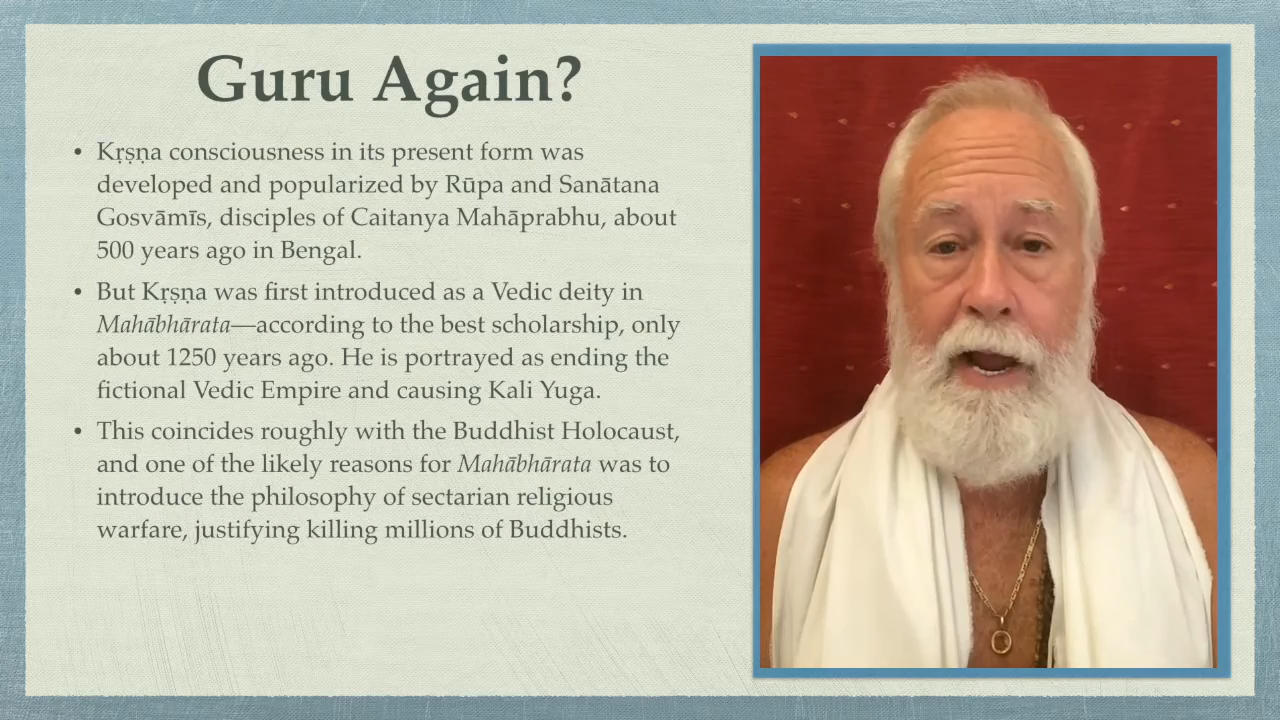 Guru Again?
• Kṛṣṇa consciousness in its present form was
developed and popularized by Rūpa and Sanātana
Gosvāmīs, disciples of Caitanya Mahāprabhu, about
500 years ago in Bengal.
• But Kṛṣṇa was first introduced as a Vedic deity in
Mahābhārata—according to the best scholarship, only
about 1250 years ago. He is portrayed as ending the
fictional Vedic Empire and causing Kali Yuga.
• This coincides roughly with the Buddhist Holocaust,
and one of the likely reasons for Mahābhārata was to
introduce the philosophy of sectarian religious
warfare, justifying killing millions of Buddhists.